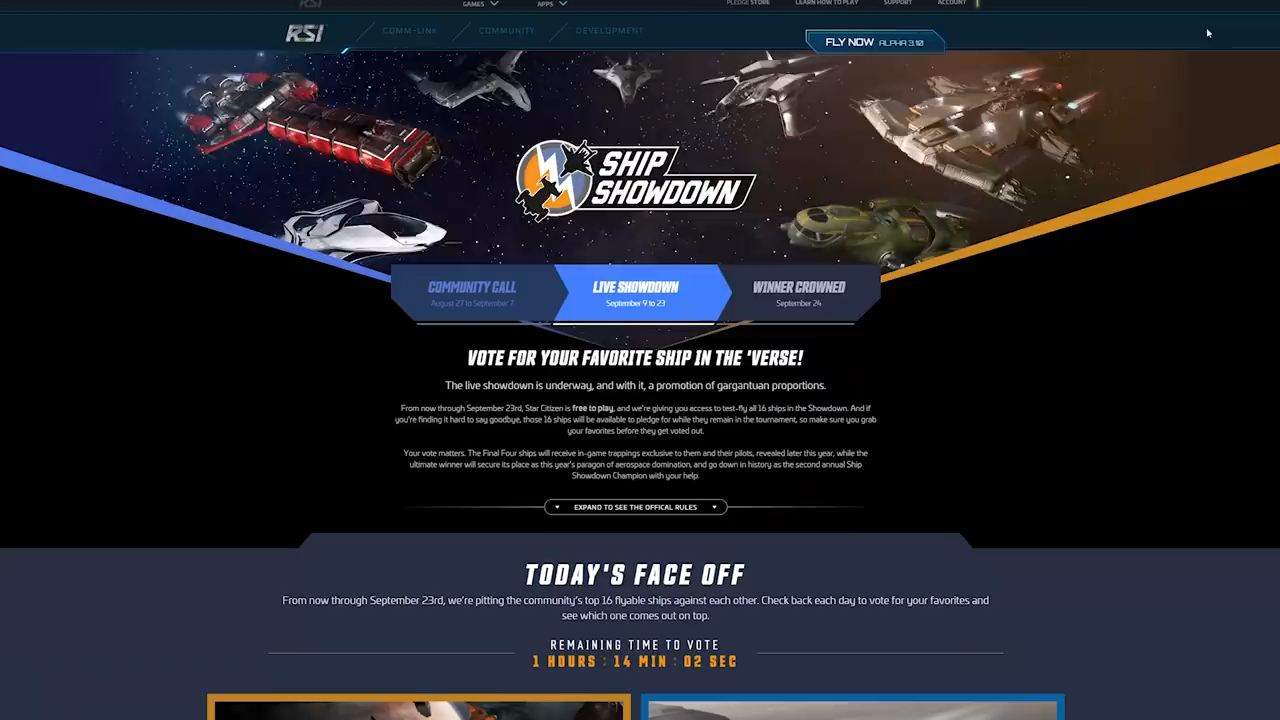 RSI
GAMES
APPS
PLEDGE STORE
LEARN HOW TO PLAY
SUPPORT
ACCOUNT
RSI
COMM-LINK
COMMUNITY
DEVELOPMENT
FLY NOW ALPHA 3.10
SHIP
SHOWDOWN
COMMUNITY CALL
August 27 to September 7
LIVE SHOWDOWN
September 9 to 23
WINNER CROWNED
September 24
VOTE FOR YOUR FAVORITE SHIP IN THE 'VERSE!
The live showdown is underway, and with it, a promotion of gargantuan proportions.
From now through September 23rd, Star Citizen is free to play, and we're giving you access to test-fly all 16 ships in the Showdown. And if
you're finding it hard to say goodbye, those 16 ships will be available to pledge for while they remain in the tournament, so make sure you grab
your favorites before they get voted out.
Your vote matters. The Final Four ships will receive in-game trappings exclusive to them and their pilots, revealed later this year, while the
ultimate winner will secure its place as this year's paragon of aerospace domination, and go down in history as the second annual Ship
Showdown Champion with your help.
EXPAND TO SEE THE OFFICAL RULES
TODAY'S FACE OFF
From now through September 23rd, we're pitting the community's top 16 flyable ships against each other. Check back each day to vote for your favorites and
see which one comes out on top.
REMAINING TIME TO VOTE
1 HOURS : 14 MIN : 02 SEC